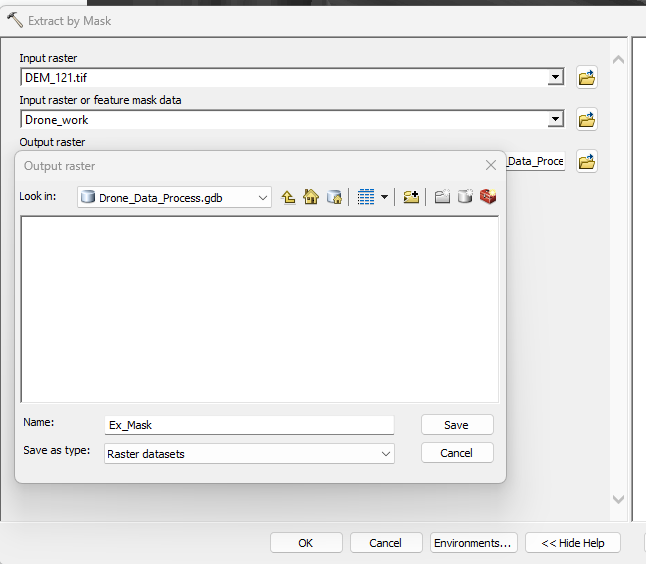 Extract by Mask
Input raster
DEM_121.tif
Input raster or feature mask data
Drone_work
Output raster
_Data_Proce
Output raster
Look in:
Drone_Data_Process.gdb
Name:
Ex_Mask
Save
Save as type:
Raster datasets
Cancel
OK
Cancel
Environments...
<< Hide Help